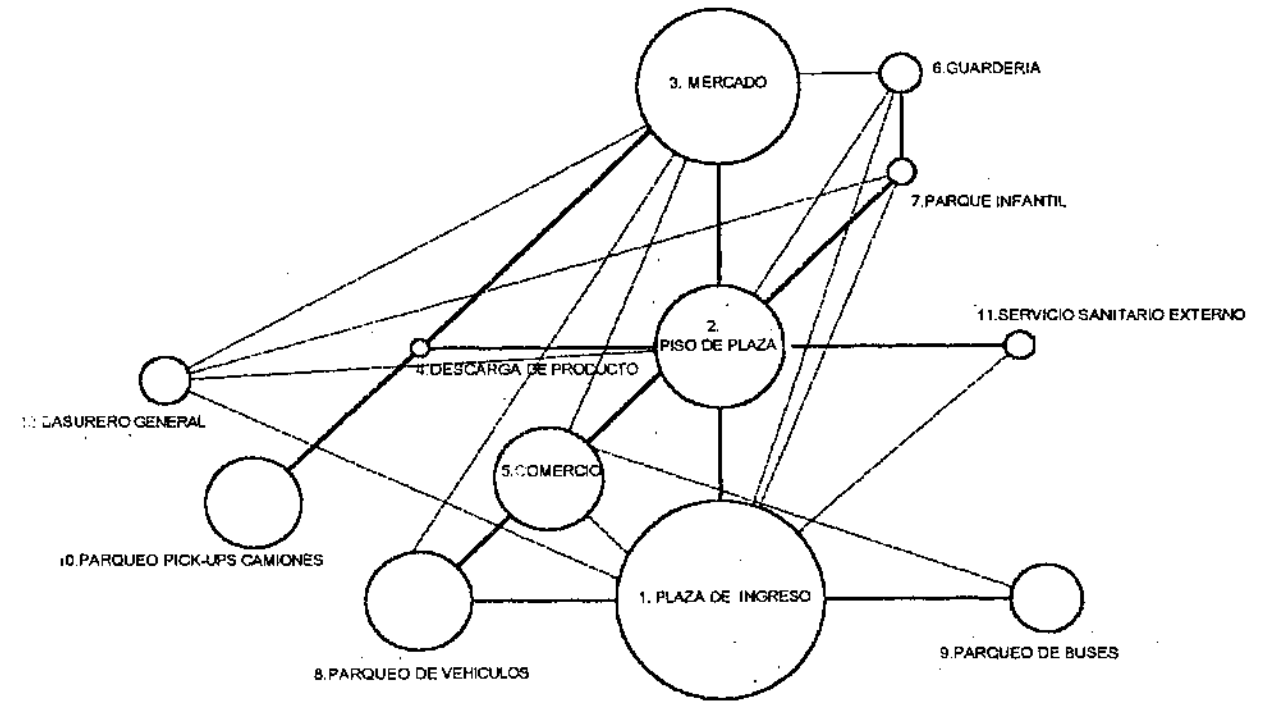 3. MERCADO
6.GUARDERIA
7.PARQUE INFANTIL
11.SERVICIO SANITARIO EXTERNO
2.
PISO DE PLAZA
4.DESCARGA DE PRODUCTO
GENERAL
5.COMERCIO
10.PARQUEO PICK-UPS CAMIONES
1. PLAZA DE INGRESO
9.PARQUEO DE BUSES
8.PARQUEO DE VEHICULOS